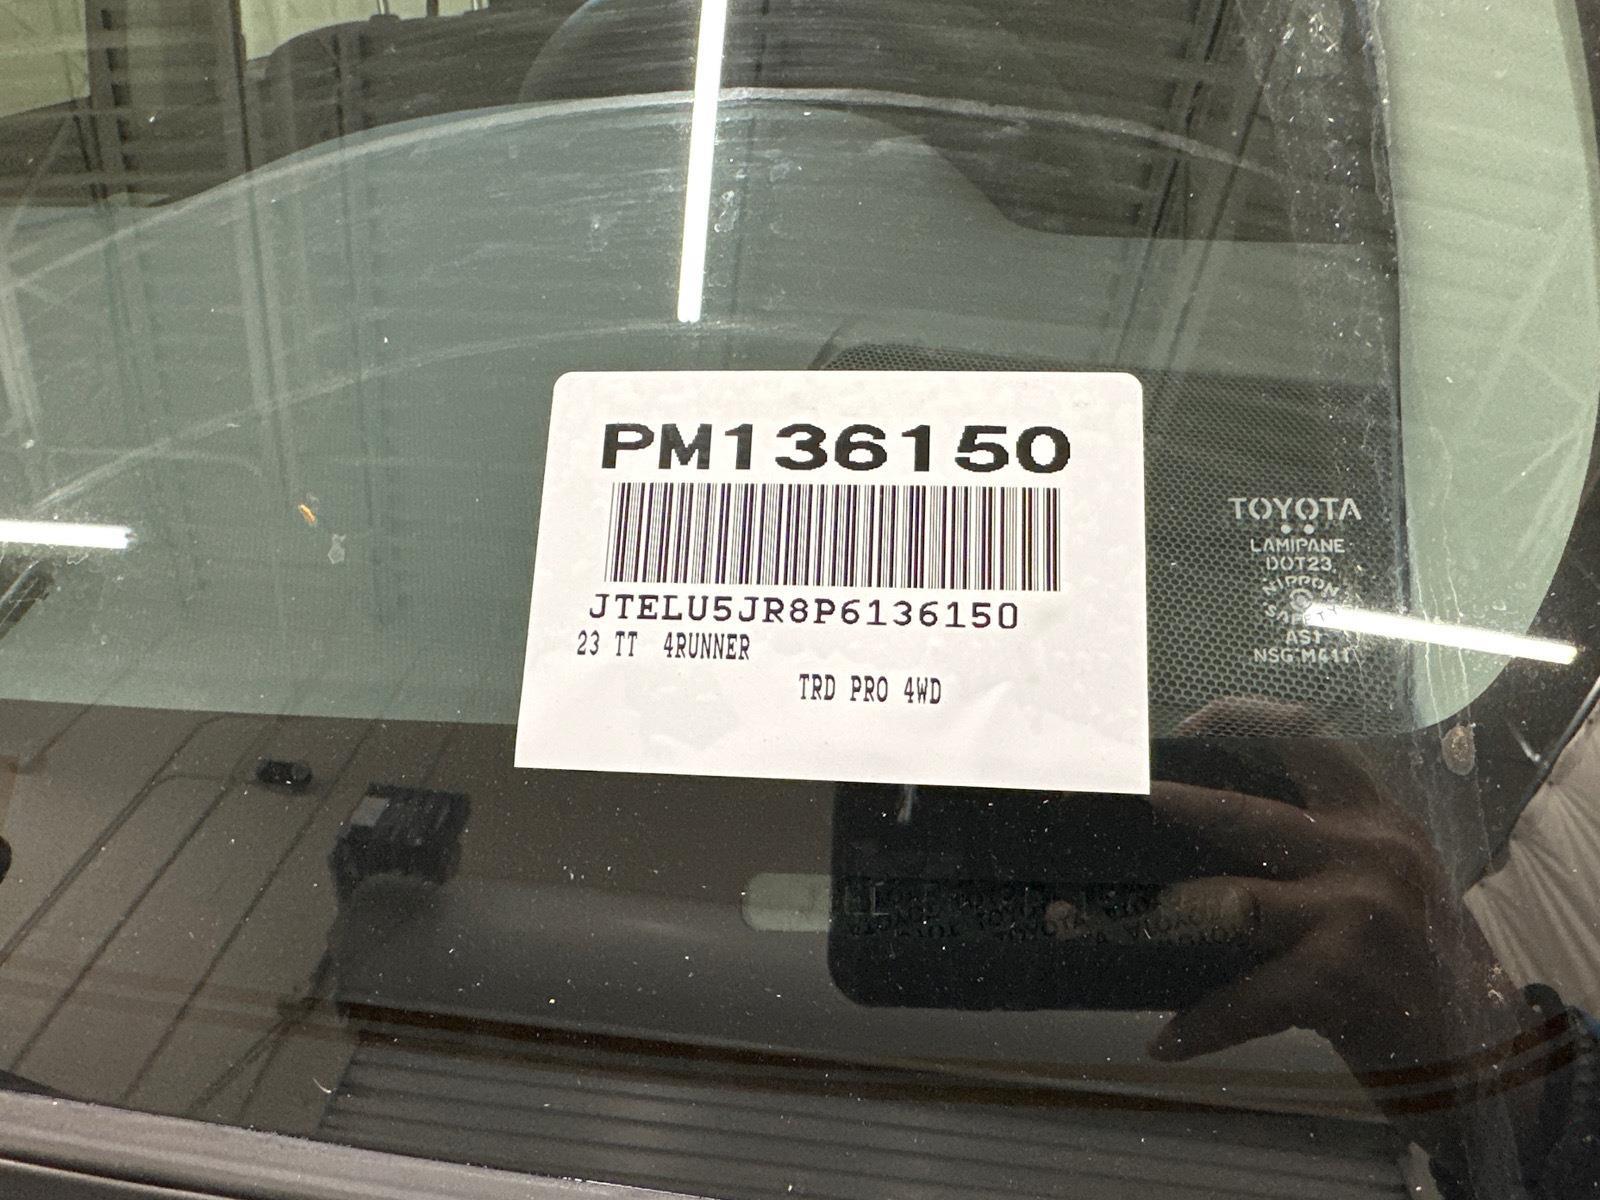 PM136150
JTELU5JR8P6136150
23 TT 4RUNNER
TRD PRO 4WD
TOYOTA
LAMIPANE
DOT23
NIPPON
SAFETY
AS1
NSG M411